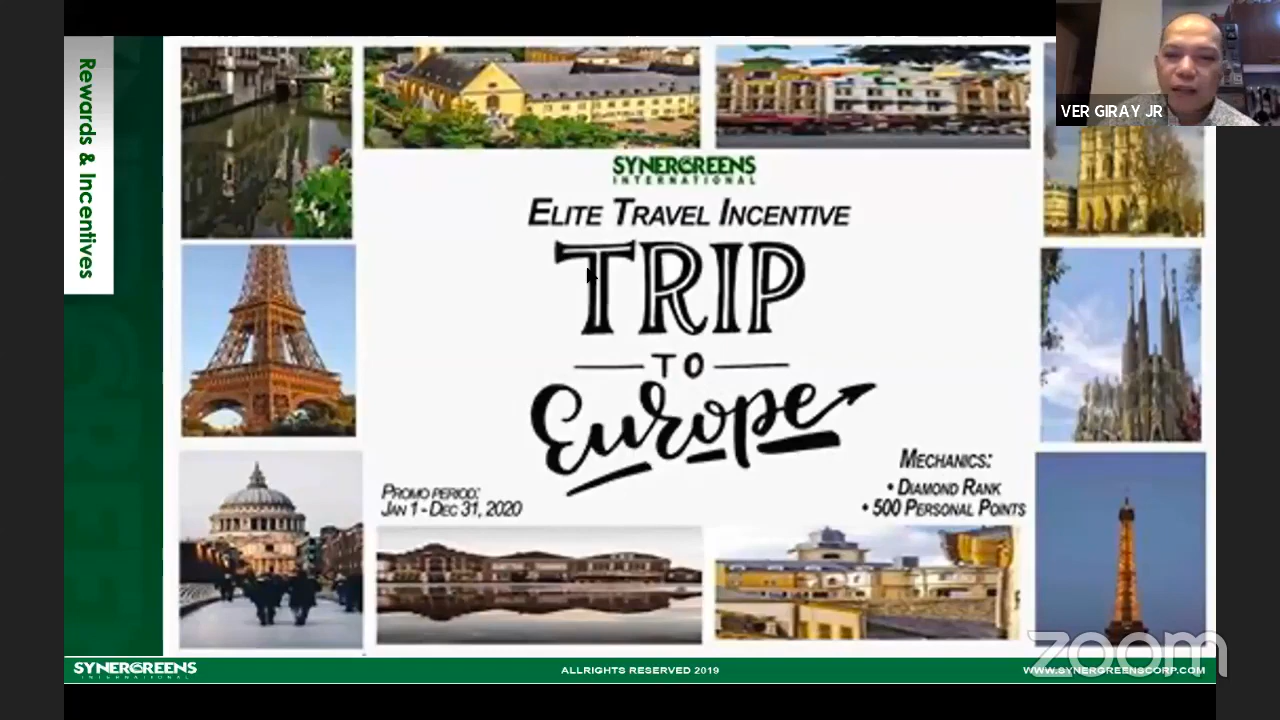 Rewards & Incentives
VER GIRAY JR
SYNERGREENS
INTERNATIONAL
ELITE TRAVEL INCENTIVE
TRIP
TO
Europe
PROMO PERIOD:
JAN 1 - DEC 31, 2020
MECHANICS:
• DIAMOND RANK
• 500 PERSONAL POINTS
zoom
SYNERGREENS
INTERNATIONAL
ALLRIGHTS RESERVED 2019
WWW.SYNERGREENSCORP.COM